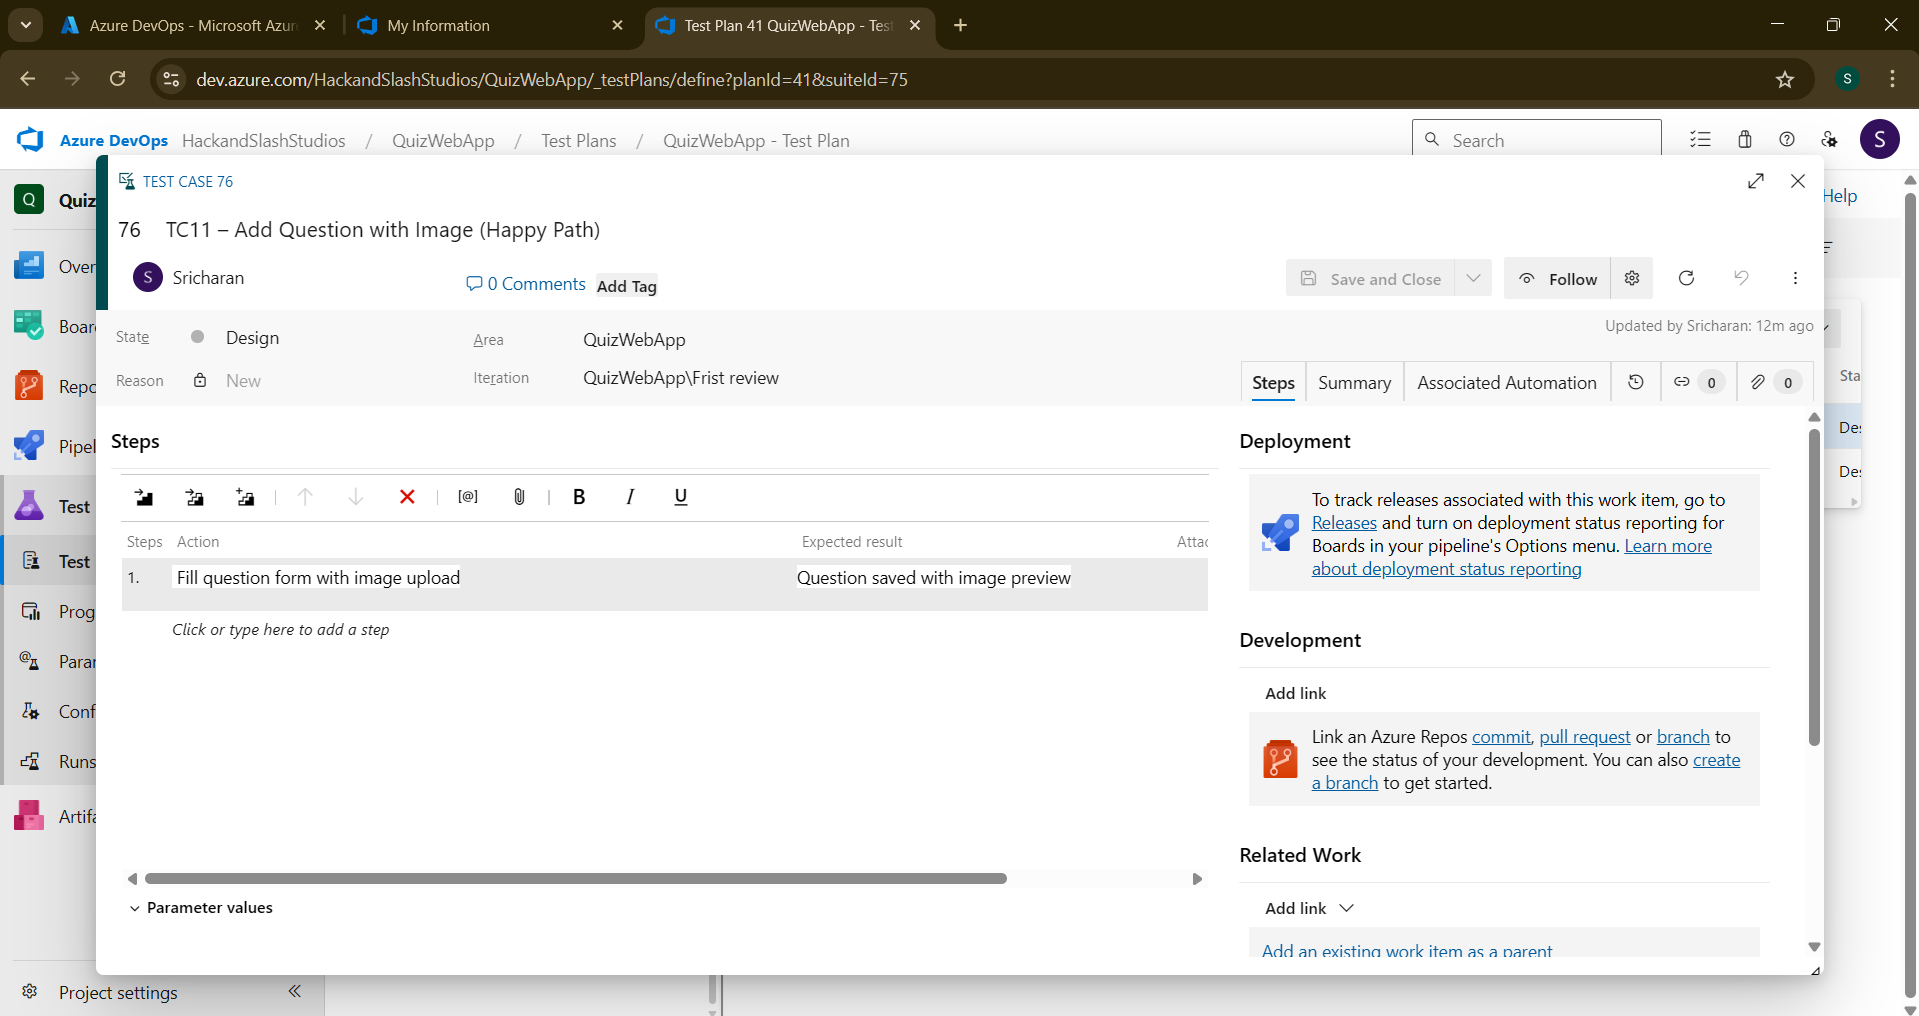 Azure DevOps - Microsoft Azur
My Information
Test Plan 41 QuizWebApp - Test
dev.azure.com/HackandSlashStudios/QuizWebApp/_testPlans/define?planId=41&suiteId=75
S
Azure DevOps HackandSlashStudios / QuizWebApp / Test Plans / QuizWebApp - Test Plan
Search
S
Q Quiz
Over
Boar
Repo
Pipel
Test
Test
Prog
Parar
Conf
Runs
Artifa
Project settings
Help
Sta
Des
Des
TEST CASE 76
76 TC11 – Add Question with Image (Happy Path)
S Sricharan
0 Comments
Add Tag
Save and Close
Follow
State Design
Area QuizWebApp
Updated by Sricharan: 12m ago
Reason New
Iteration QuizWebApp\Frist review
Steps Summary Associated Automation 0 0
Steps
[@] B I U
Steps Action Expected result Attac
1. Fill question form with image upload Question saved with image preview
Click or type here to add a step
Parameter values
Deployment
To track releases associated with this work item, go to
Releases and turn on deployment status reporting for
Boards in your pipeline's Options menu. Learn more
about deployment status reporting
Development
Add link
Link an Azure Repos commit, pull request or branch to
see the status of your development. You can also create
a branch to get started.
Related Work
Add link
Add an existing work item as a parent